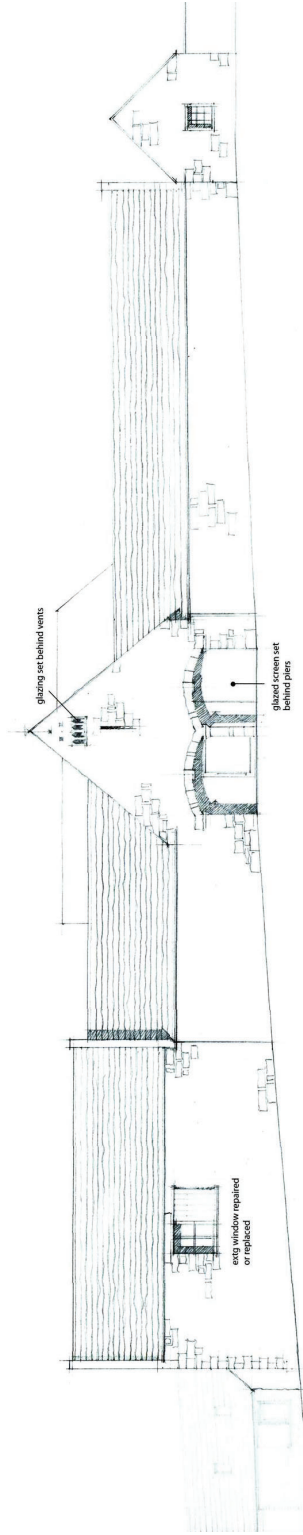 glazing set behind vents
glazed screen set
behind piers
extg window repaired
or replaced